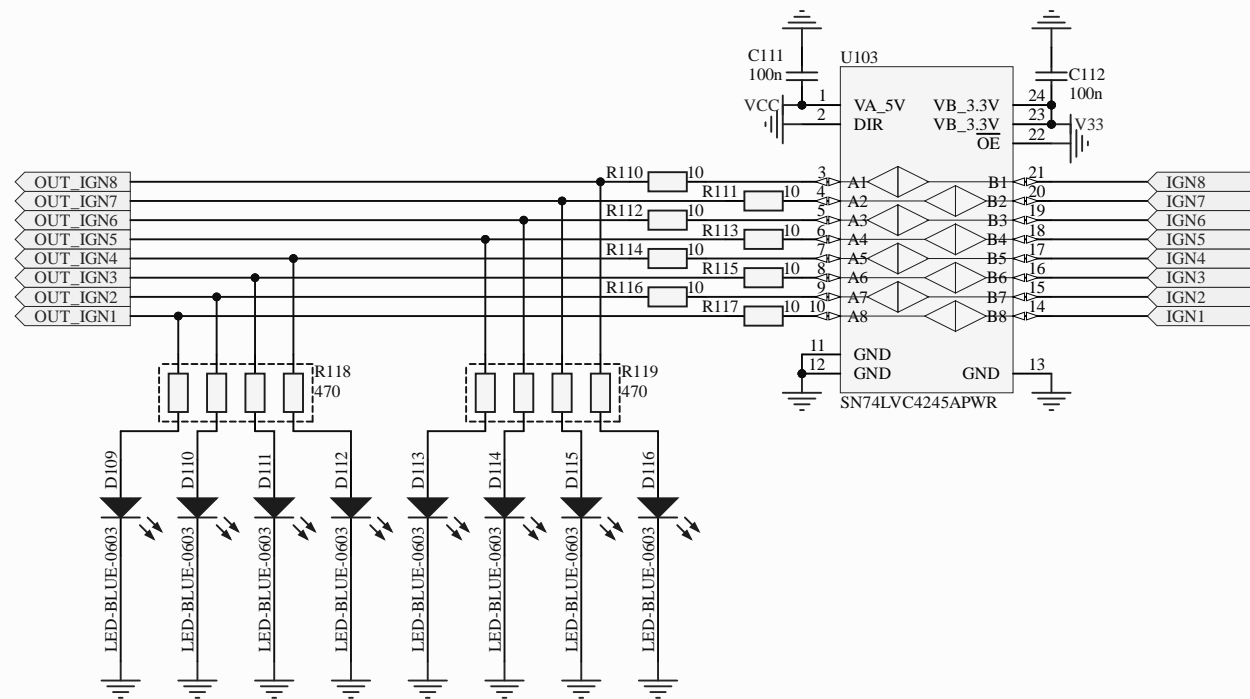 C111
100n
U103
C112
100n
VCC
1
VA_5V
VB_3.3V
24
2
DIR
VB_3.3V
23
V33
OE
22
OUT_IGN8
R110
10
3
A1
B1
21
IGN8
OUT_IGN7
R111
10
4
A2
B2
20
IGN7
OUT_IGN6
R112
10
5
A3
B3
19
IGN6
OUT_IGN5
R113
10
6
A4
B4
18
IGN5
OUT_IGN4
R114
10
7
A5
B5
17
IGN4
OUT_IGN3
R115
10
8
A6
B6
16
IGN3
OUT_IGN2
R116
10
9
A7
B7
15
IGN2
OUT_IGN1
R117
10
10
A8
B8
14
IGN1
11
GND
12
GND
GND
13
SN74LVC4245APWR
R118
470
R119
470
D109
D110
D111
D112
D113
D114
D115
D116
LED-BLUE-0603
LED-BLUE-0603
LED-BLUE-0603
LED-BLUE-0603
LED-BLUE-0603
LED-BLUE-0603
LED-BLUE-0603
LED-BLUE-0603